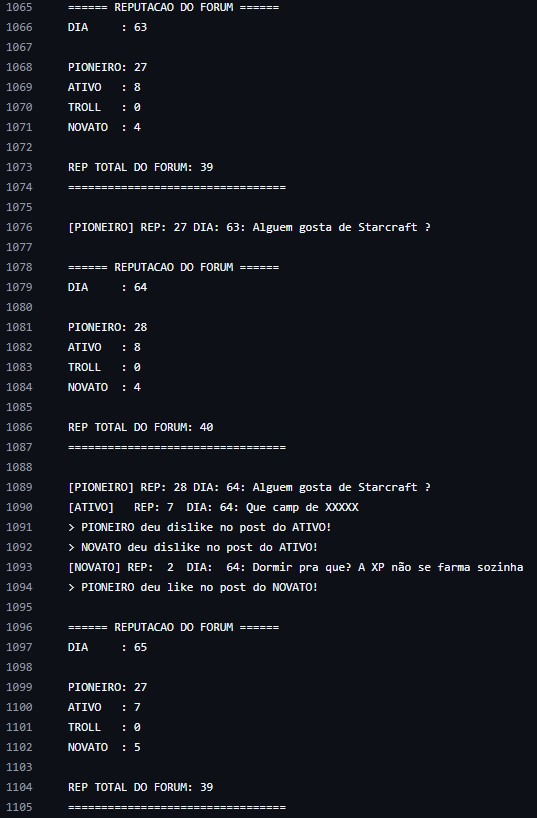 1065 ====== REPUTACAO DO FORUM ======
1066 DIA     : 63
1067
1068 PIONEIRO: 27
1069 ATIVO   : 8
1070 TROLL   : 0
1071 NOVATO  : 4
1072
1073 REP TOTAL DO FORUM: 39
1074 =================================
1075
1076 [PIONEIRO] REP: 27 DIA: 63: Alguem gosta de Starcraft ?
1077
1078 ====== REPUTACAO DO FORUM ======
1079 DIA     : 64
1080
1081 PIONEIRO: 28
1082 ATIVO   : 8
1083 TROLL   : 0
1084 NOVATO  : 4
1085
1086 REP TOTAL DO FORUM: 40
1087 =================================
1088
1089 [PIONEIRO] REP: 28 DIA: 64: Alguem gosta de Starcraft ?
1090 [ATIVO]   REP: 7  DIA: 64: Que camp de XXXXX
1091 > PIONEIRO deu dislike no post do ATIVO!
1092 > NOVATO deu dislike no post do ATIVO!
1093 [NOVATO] REP:  2  DIA:  64: Dormir pra que? A XP não se farma sozinha
1094 > PIONEIRO deu like no post do NOVATO!
1095
1096 ====== REPUTACAO DO FORUM ======
1097 DIA     : 65
1098
1099 PIONEIRO: 27
1100 ATIVO   : 7
1101 TROLL   : 0
1102 NOVATO  : 5
1103
1104 REP TOTAL DO FORUM: 39
1105 =================================